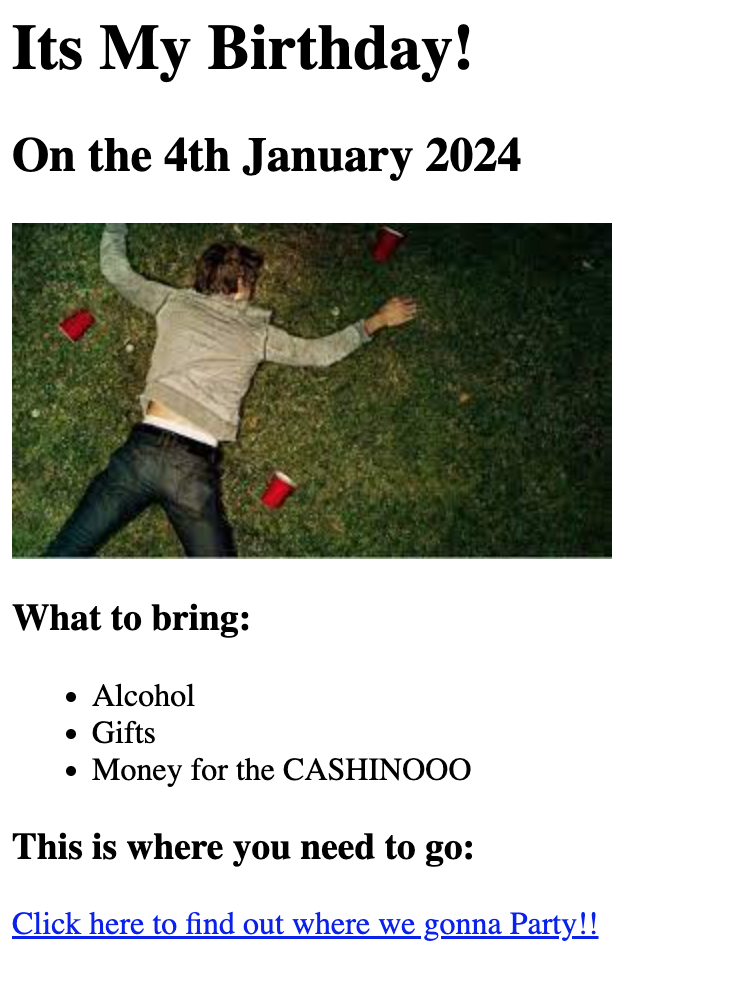 Its My Birthday!
On the 4th January 2024
What to bring:
Alcohol
Gifts
Money for the CASHINOOO
This is where you need to go:
Click here to find out where we gonna Party!!